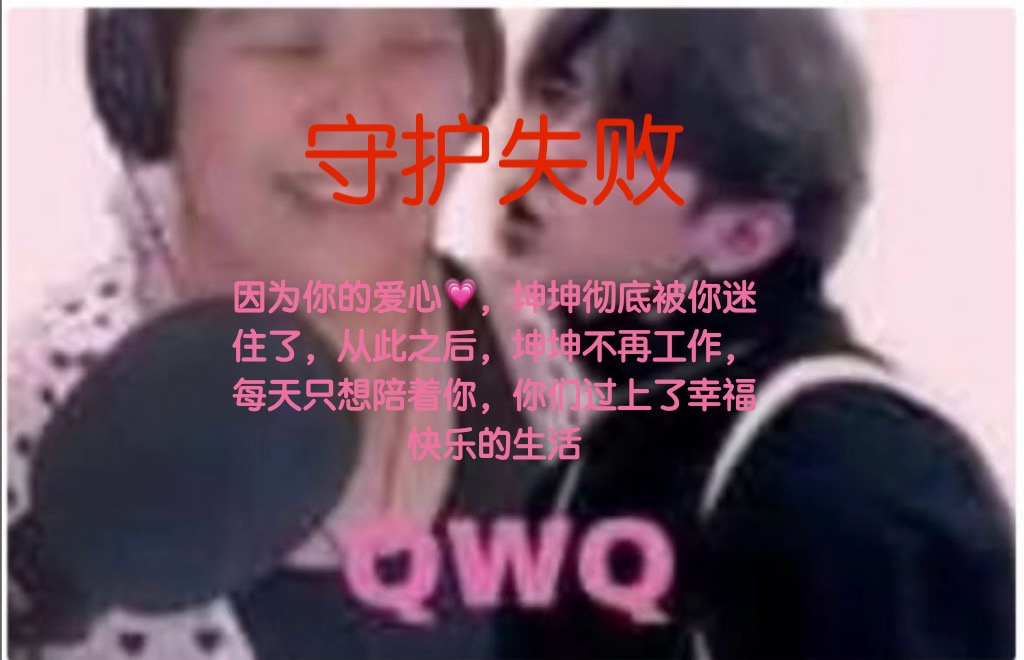 守护失败
因为你的爱心💗，坤坤彻底被你迷
住了，从此之后，坤坤不再工作，
每天只想陪着你，你们过上了幸福
快乐的生活
QWQ